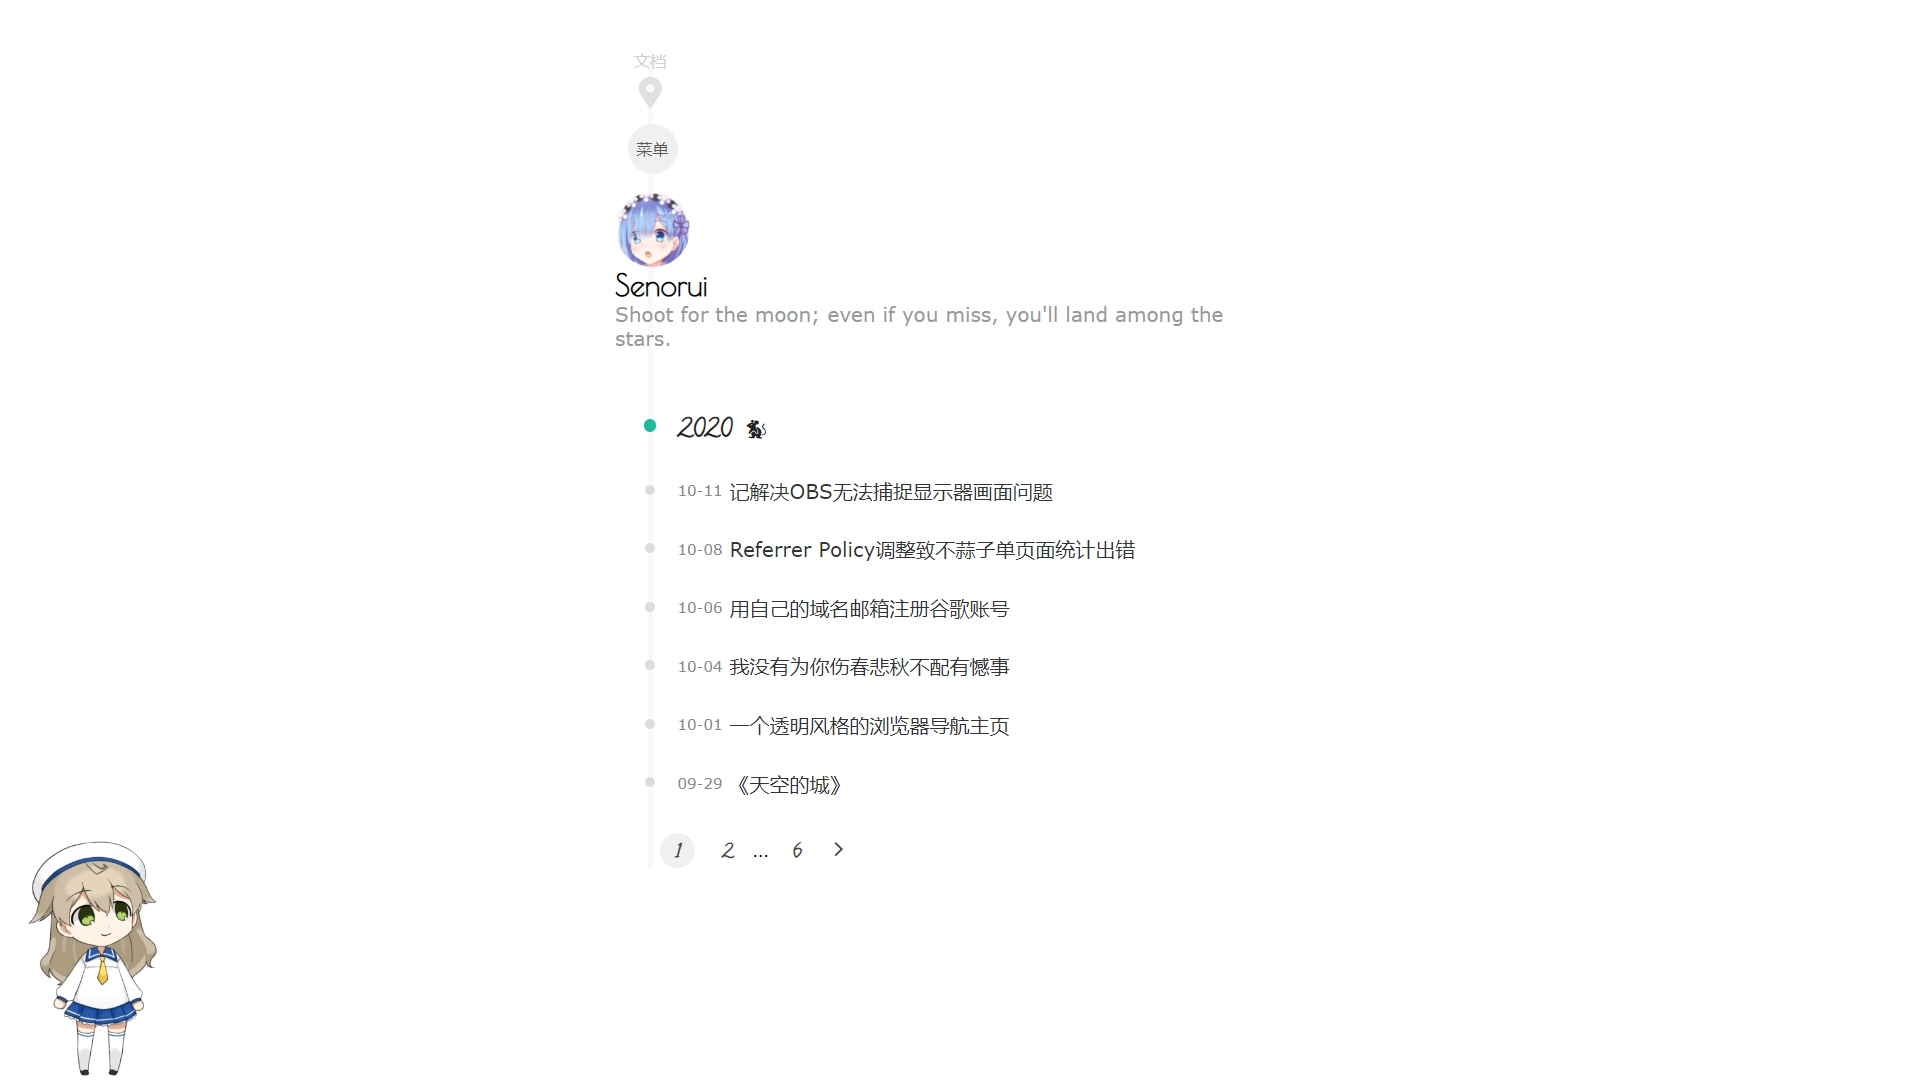 文档
菜单
Senorui
Shoot for the moon; even if you miss, you'll land among the
stars.
2020
10-11 记解决OBS无法捕捉显示器画面问题
10-08 Referrer Policy调整致不蒜子单页面统计出错
10-06 用自己的域名邮箱注册谷歌账号
10-04 我没有为你伤春悲秋不配有憾事
10-01 一个透明风格的浏览器导航主页
09-29 《天空的城》
1 2 ... 6